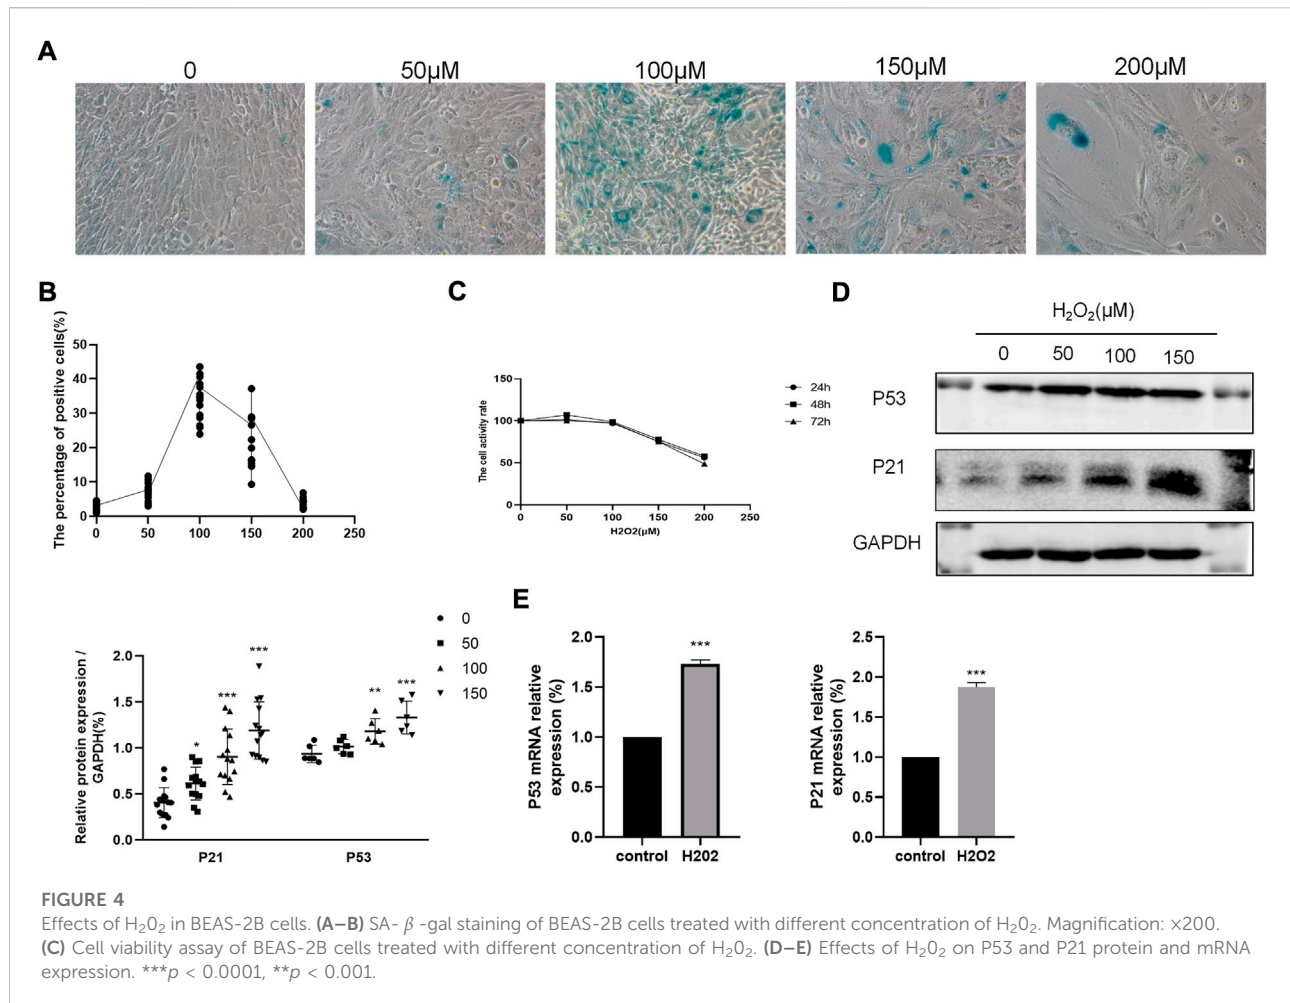 A
0 50μM 100μM 150μM 200μM
B
The percentage of positive cells(%)
50
40
30
20
10
0
0 50 100 150 200 250
C
The cell activity rate
150
100
50
0
0 50 100 150 200 250
H2O2(μM)
24h
48h
72h
D
H₂O₂(μM)
0 50 100 150
P53
P21
GAPDH
Relative protein expression /
GAPDH(%)
2.0
1.5
1.0
0.5
0.0
* *** *** ** ***
P21 P53
0
50
100
150
E
P53 mRNA relative
expression (%)
2.0
1.5
1.0
0.5
0.0
***
control H202
P21 mRNA relative
expression (%)
2.5
2.0
1.5
1.0
0.5
0.0
***
control H2O2
FIGURE 4
Effects of H₂0₂ in BEAS-2B cells. (A–B) SA- β -gal staining of BEAS-2B cells treated with different concentration of H₂0₂. Magnification: ×200.
(C) Cell viability assay of BEAS-2B cells treated with different concentration of H₂0₂. (D–E) Effects of H₂0₂ on P53 and P21 protein and mRNA
expression. ***p < 0.0001, **p < 0.001.